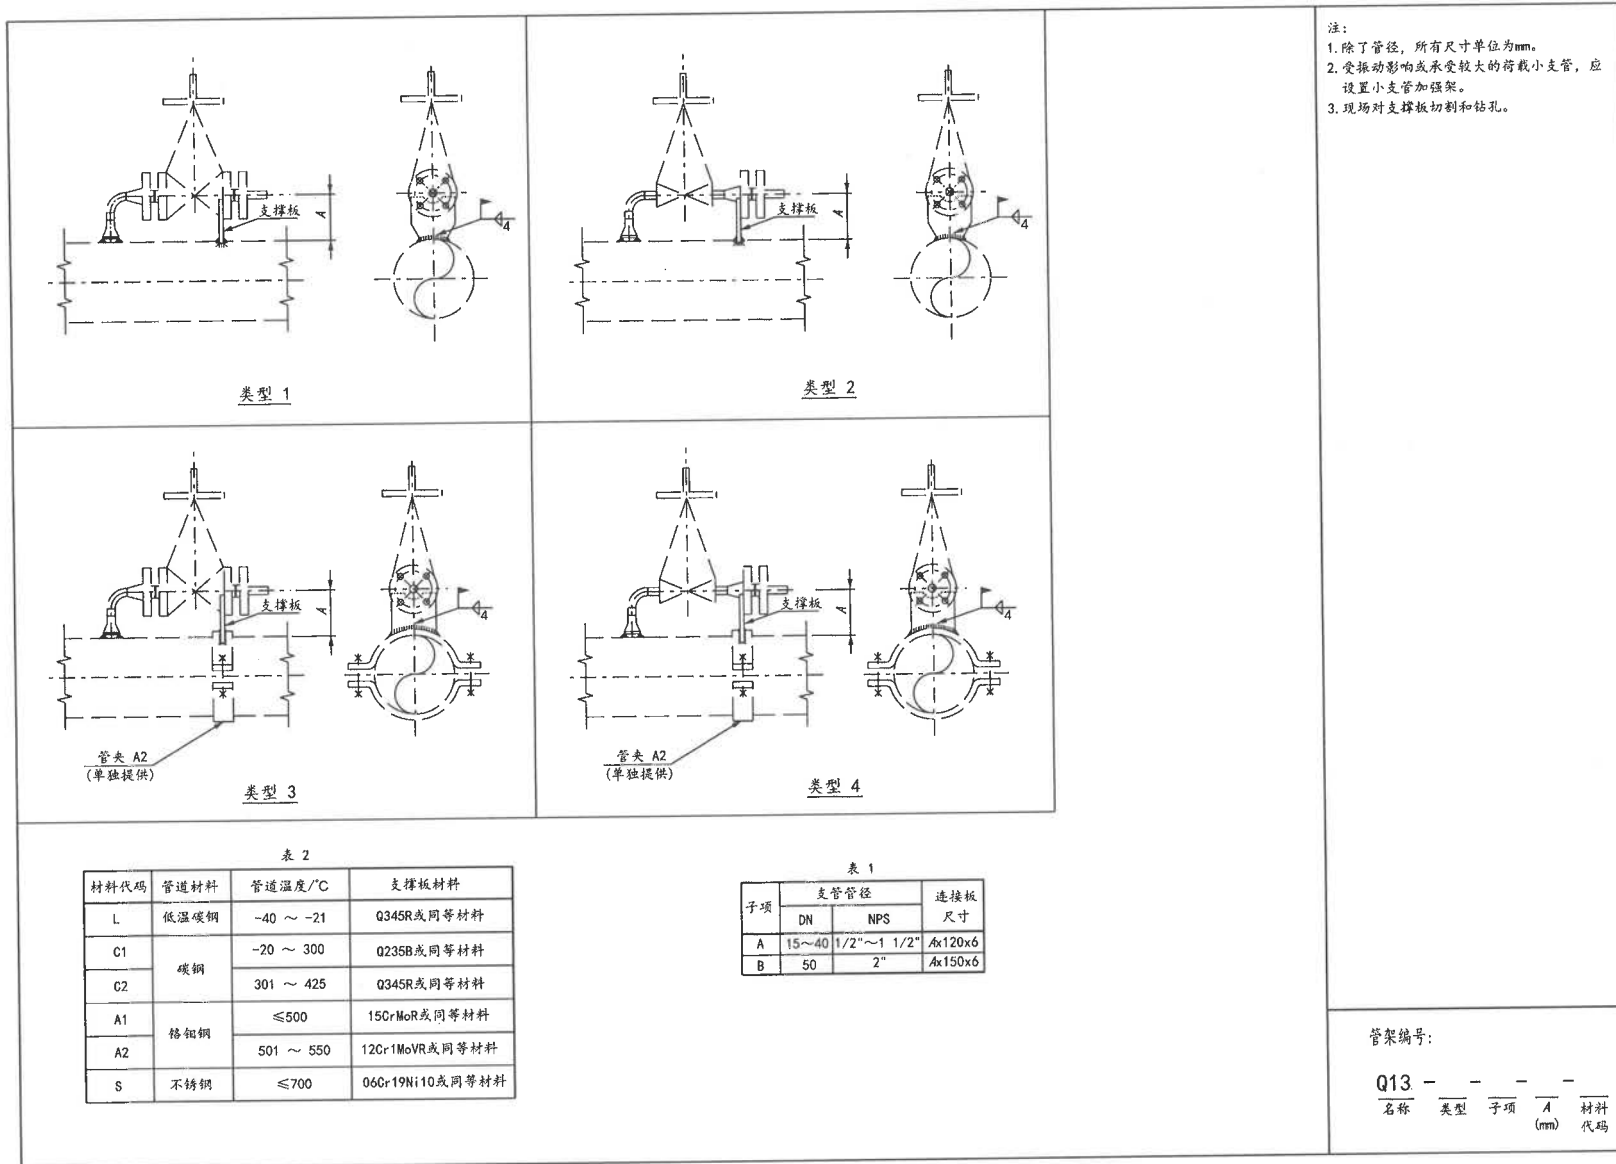 注：
1.除了管径，所有尺寸单位为mm。
2.受振动影响或承受较大的荷载小支管，应
设置小支管加强架。
3.现场对支撑板切割和钻孔。
支撑板
A
4
类型 1
支撑板
A
4
类型 2
支撑板
A
4
管夹 A2
(单独提供)
类型 3
支撑板
A
4
管夹 A2
(单独提供)
类型 4
表 2
材料代码 管道材料 管道温度/℃ 支撑板材料
L 低温碳钢 -40 ～ -21 Q345R或同等材料
C1 碳钢 -20 ～ 300 Q235B或同等材料
C2 301 ～ 425 Q345R或同等材料
A1 铬钼钢 ≤500 15CrMoR或同等材料
A2 501 ～ 550 12Cr1MoVR或同等材料
S 不锈钢 ≤700 06Cr19Ni10或同等材料
表 1
子项 支管管径 连接板尺寸
DN NPS
A 15～40 1/2"～1 1/2" Ax120x6
B 50 2" Ax150x6
管架编号：
Q13 - - - -
名称 类型 子项 A (mm) 材料代码